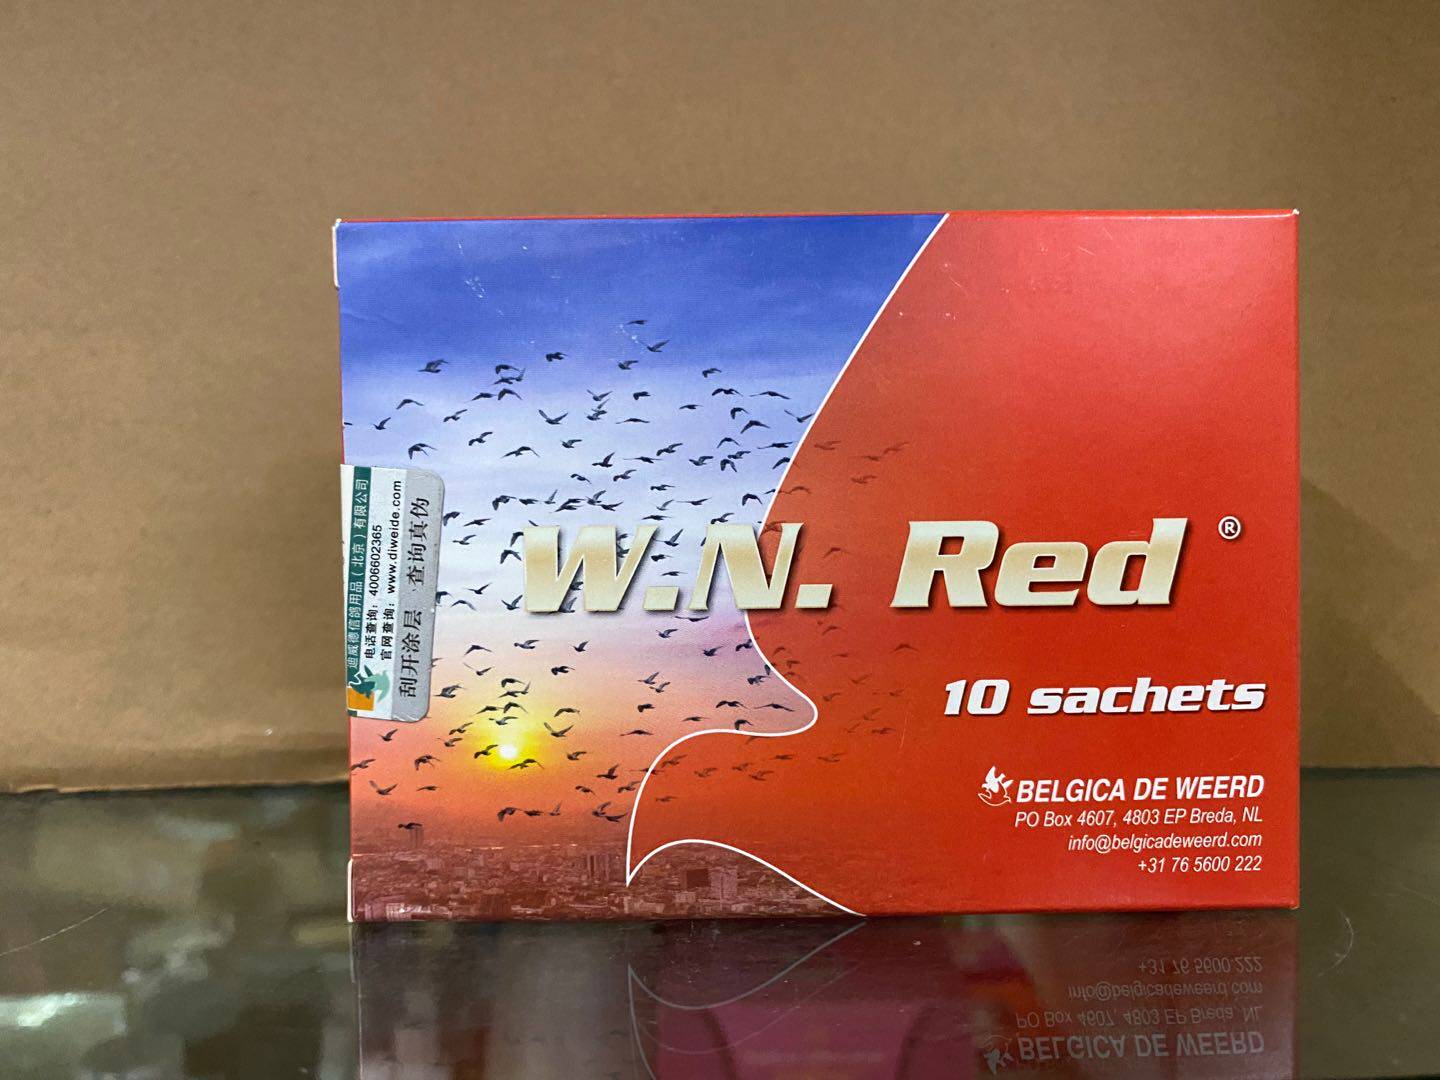 W.N. Red ®
10 sachets
BELGICA DE WEERD
PO Box 4607, 4803 EP Breda, NL
info@belgicadeweerd.com
+31 76 5600 222
迪威德信鸽用品(北京)有限公司
电话查询: 4006602365
官网查询: www.diweide.com
刮开涂层 查询真伪